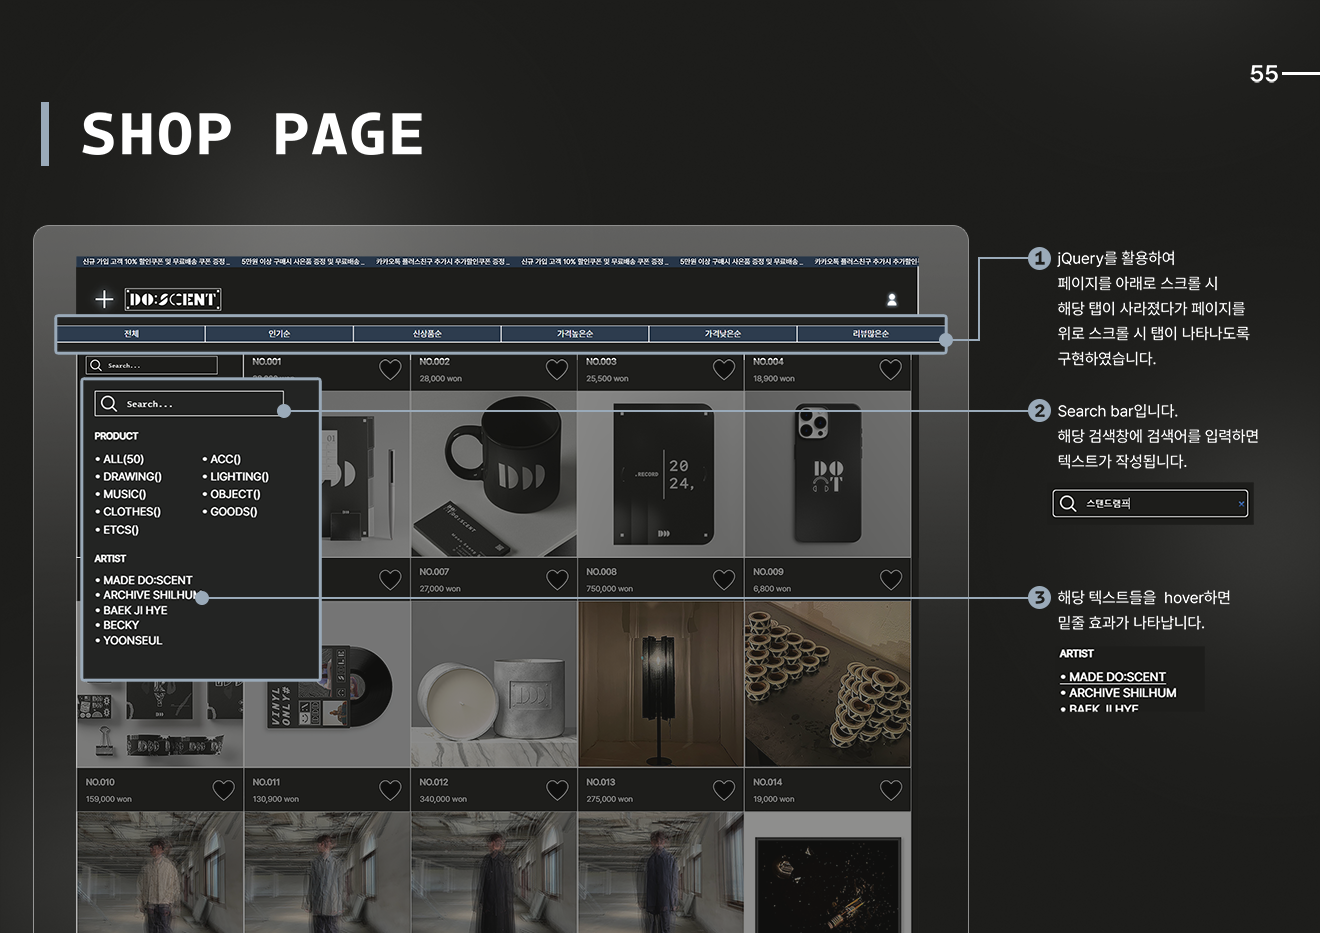 55
SHOP PAGE
신규 가입 고객 10% 할인쿠폰 및 무료배송 쿠폰 증정 _ 5만원 이상 구매시 사은품 증정 및 무료배송 _ 카카오톡 플러스친구 추가시 추가할인쿠폰 증정 _ 신규 가입 고객 10% 할인쿠폰 및 무료배송 쿠폰 증정 _ 5만원 이상 구매시 사은품 증정 및 무료배송 _ 카카오톡 플러스친구 추가시 추가할인
DO:SCENT
전체 인기순 신상품순 가격높은순 가격낮은순 리뷰많은순
Search...
NO.001 NO.002 NO.003 NO.004
28,000 won 25,500 won 18,900 won
Search...
PRODUCT
• ALL(50) • ACC()
• DRAWING() • LIGHTING()
• MUSIC() • OBJECT()
• CLOTHES() • GOODS()
• ETCS()
ARTIST
• MADE DO:SCENT
• ARCHIVE SHILHUM
• BAEK JI HYE
• BECKY
• YOONSEUL
01
DO:SCENT
.RECORD
20
24,
DO
OT
NO.007 NO.008 NO.009
27,000 won 750,000 won 6,800 won
VINYL
ONLY#
NO.010 NO.011 NO.012 NO.013 NO.014
159,000 won 130,900 won 340,000 won 275,000 won 19,000 won
1 jQuery를 활용하여
페이지를 아래로 스크롤 시
해당 탭이 사라졌다가 페이지를
위로 스크롤 시 탭이 나타나도록
구현하였습니다.
2 Search bar입니다.
해당 검색창에 검색어를 입력하면
텍스트가 작성됩니다.
스탠드램프 ×
3 해당 텍스트들을 hover하면
밑줄 효과가 나타납니다.
ARTIST
• MADE DO:SCENT
• ARCHIVE SHILHUM
• BAEK JI HYE